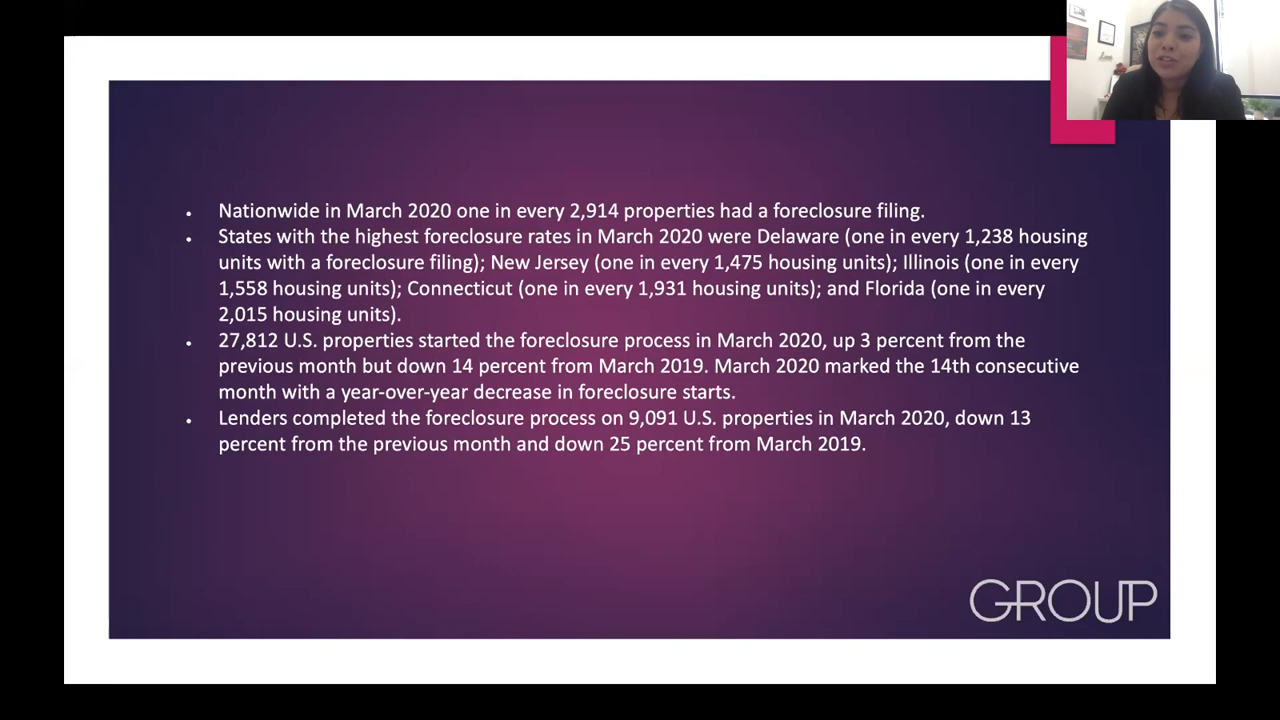 • Nationwide in March 2020 one in every 2,914 properties had a foreclosure filing.
• States with the highest foreclosure rates in March 2020 were Delaware (one in every 1,238 housing
units with a foreclosure filing); New Jersey (one in every 1,475 housing units); Illinois (one in every
1,558 housing units); Connecticut (one in every 1,931 housing units); and Florida (one in every
2,015 housing units).
• 27,812 U.S. properties started the foreclosure process in March 2020, up 3 percent from the
previous month but down 14 percent from March 2019. March 2020 marked the 14th consecutive
month with a year-over-year decrease in foreclosure starts.
• Lenders completed the foreclosure process on 9,091 U.S. properties in March 2020, down 13
percent from the previous month and down 25 percent from March 2019.
GROUP